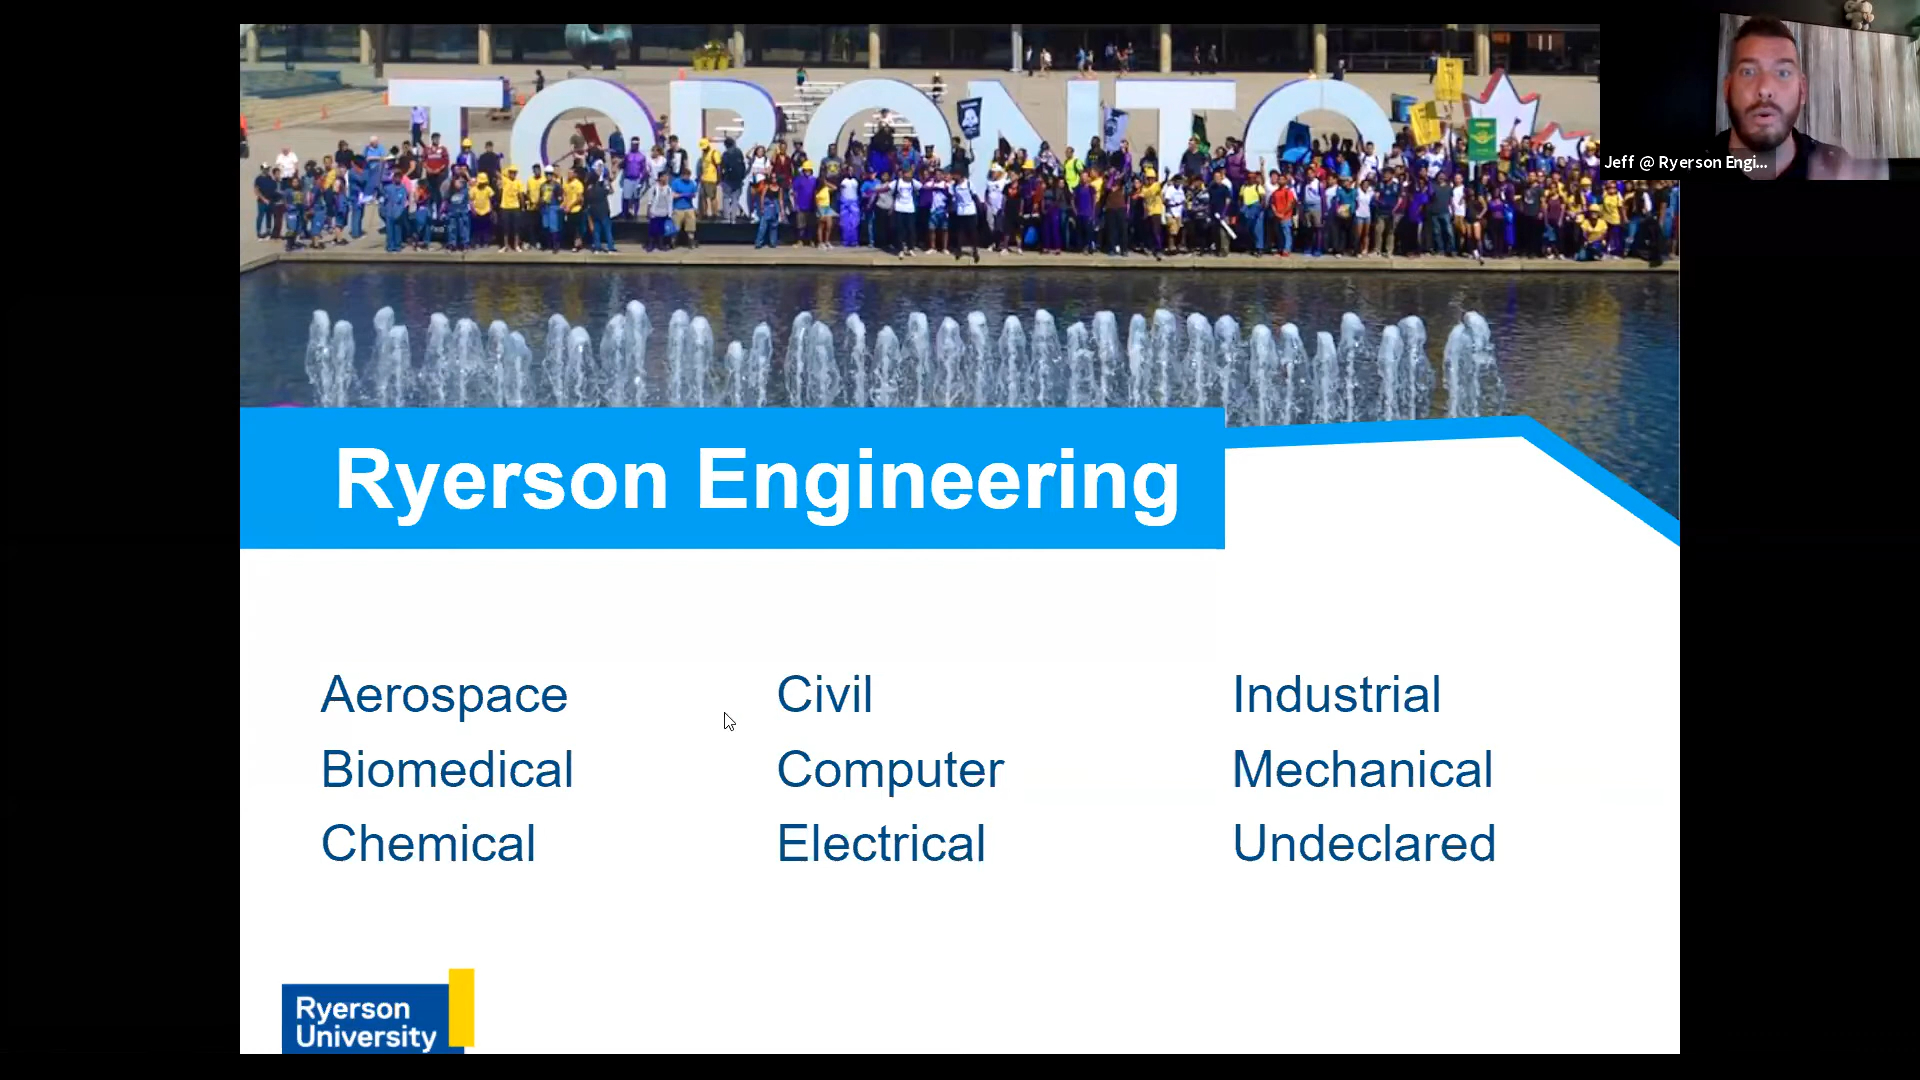 TORONTO
Jeff @ Ryerson Engi...
Ryerson Engineering
Aerospace
Biomedical
Chemical
Civil
Computer
Electrical
Industrial
Mechanical
Undeclared
Ryerson
University